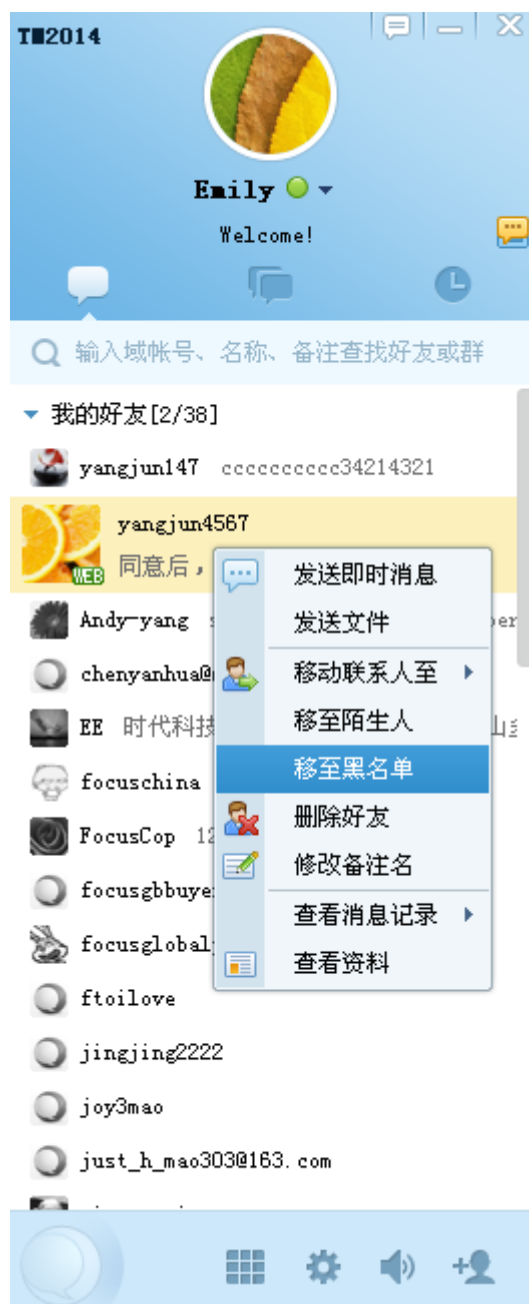 TM2014
Emily
Welcome!
输入域帐号、名称、备注查找好友或群
我的好友[2/38]
yangjun147 cccccccccc34214321
yangjun4567
WEB 同意后，
发送即时消息
Andy-yang
发送文件
chenyanhua@
移动联系人至
EE 时代科技
移至陌生人
移至黑名单
focuschina
删除好友
FocusCop 12
修改备注名
focusgbbuye
查看消息记录
focusglobal
查看资料
ftoilove
jingjing2222
joy3mao
just_h_mao303@163.com